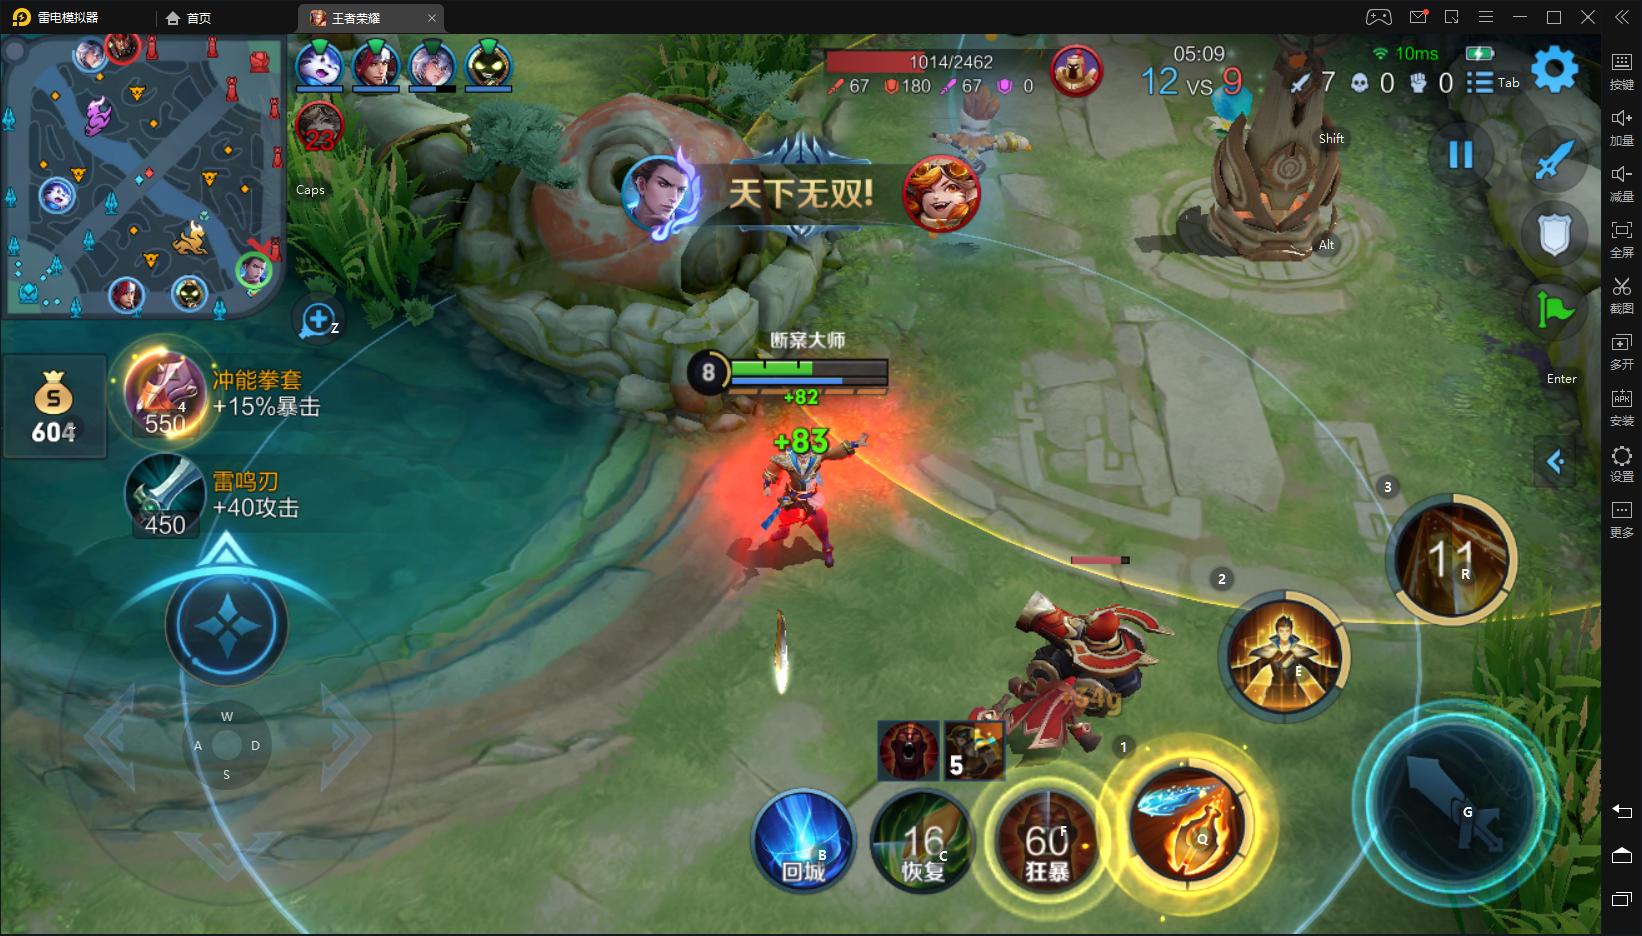 雷电模拟器
首页
王者荣耀
1014/2462
67 180 67 0
05:09
12 vs 9
10ms
7 0 0
Tab
23
Caps
Shift
天下无双!
Alt
Z
Enter
断案大师
8
+82
+83
604
冲能拳套
+15%暴击
4
550
雷鸣刃
+40攻击
450
W
A D
S
3
11
R
2
E
+54g
5
1
B
回城
16
C
恢复
60
F
狂暴
Q
G
按键
加量
减量
全屏
截图
多开
APK
安装
设置
更多